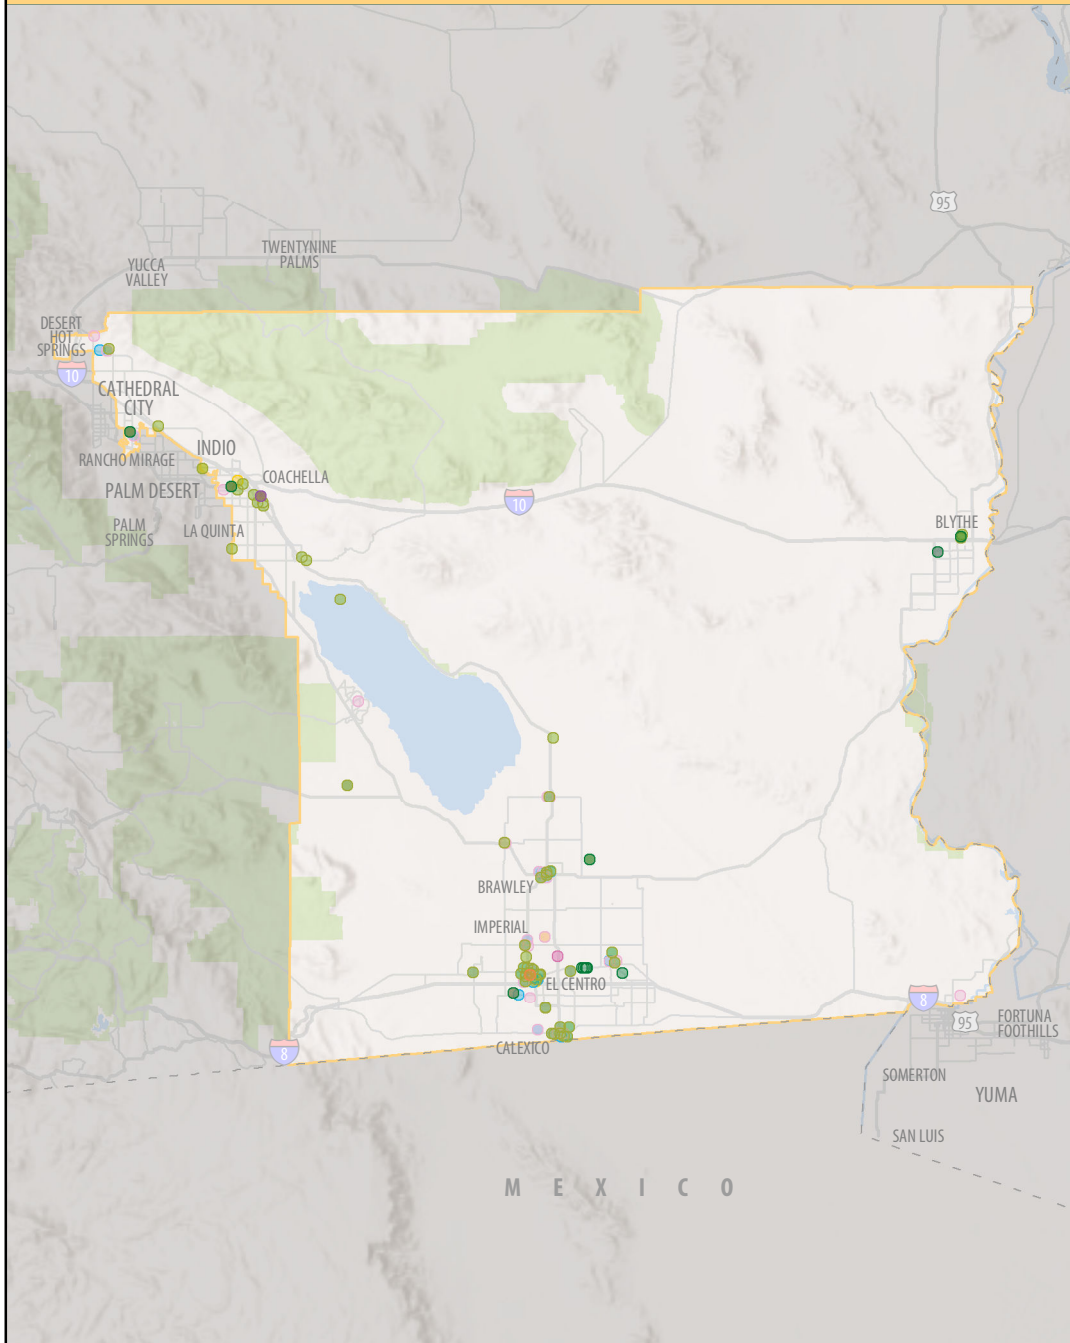 95
TWENTYNINE
PALMS
YUCCA
VALLEY
DESERT
HOT
SPRINGS
10
CATHEDRAL
CITY
INDIO
RANCHO MIRAGE
COACHELLA
PALM DESERT
10
PALM
SPRINGS
LA QUINTA
BLYTHE
BRAWLEY
IMPERIAL
EL CENTRO
8
95
FORTUNA
FOOTHILLS
CALEXICO
8
SOMERTON
YUMA
SAN LUIS
MEXICO